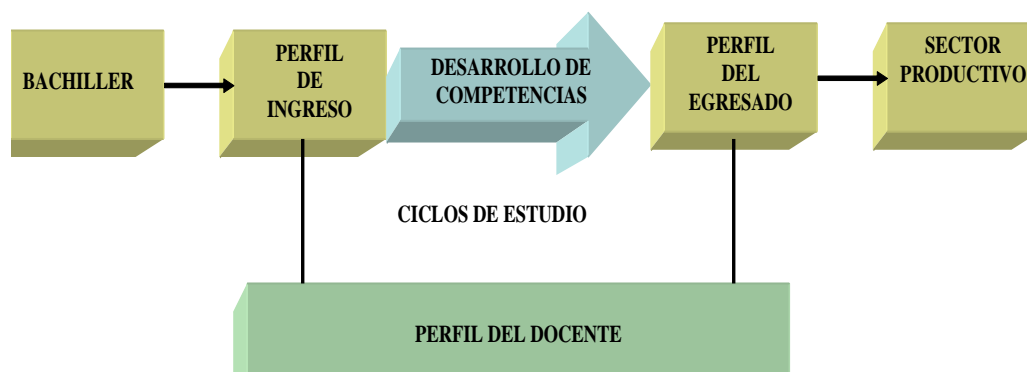 BACHILLER
PERFIL
DE
INGRESO
DESARROLLO DE
COMPETENCIAS
PERFIL
DEL
EGRESADO
SECTOR
PRODUCTIVO
CICLOS DE ESTUDIO
PERFIL DEL DOCENTE